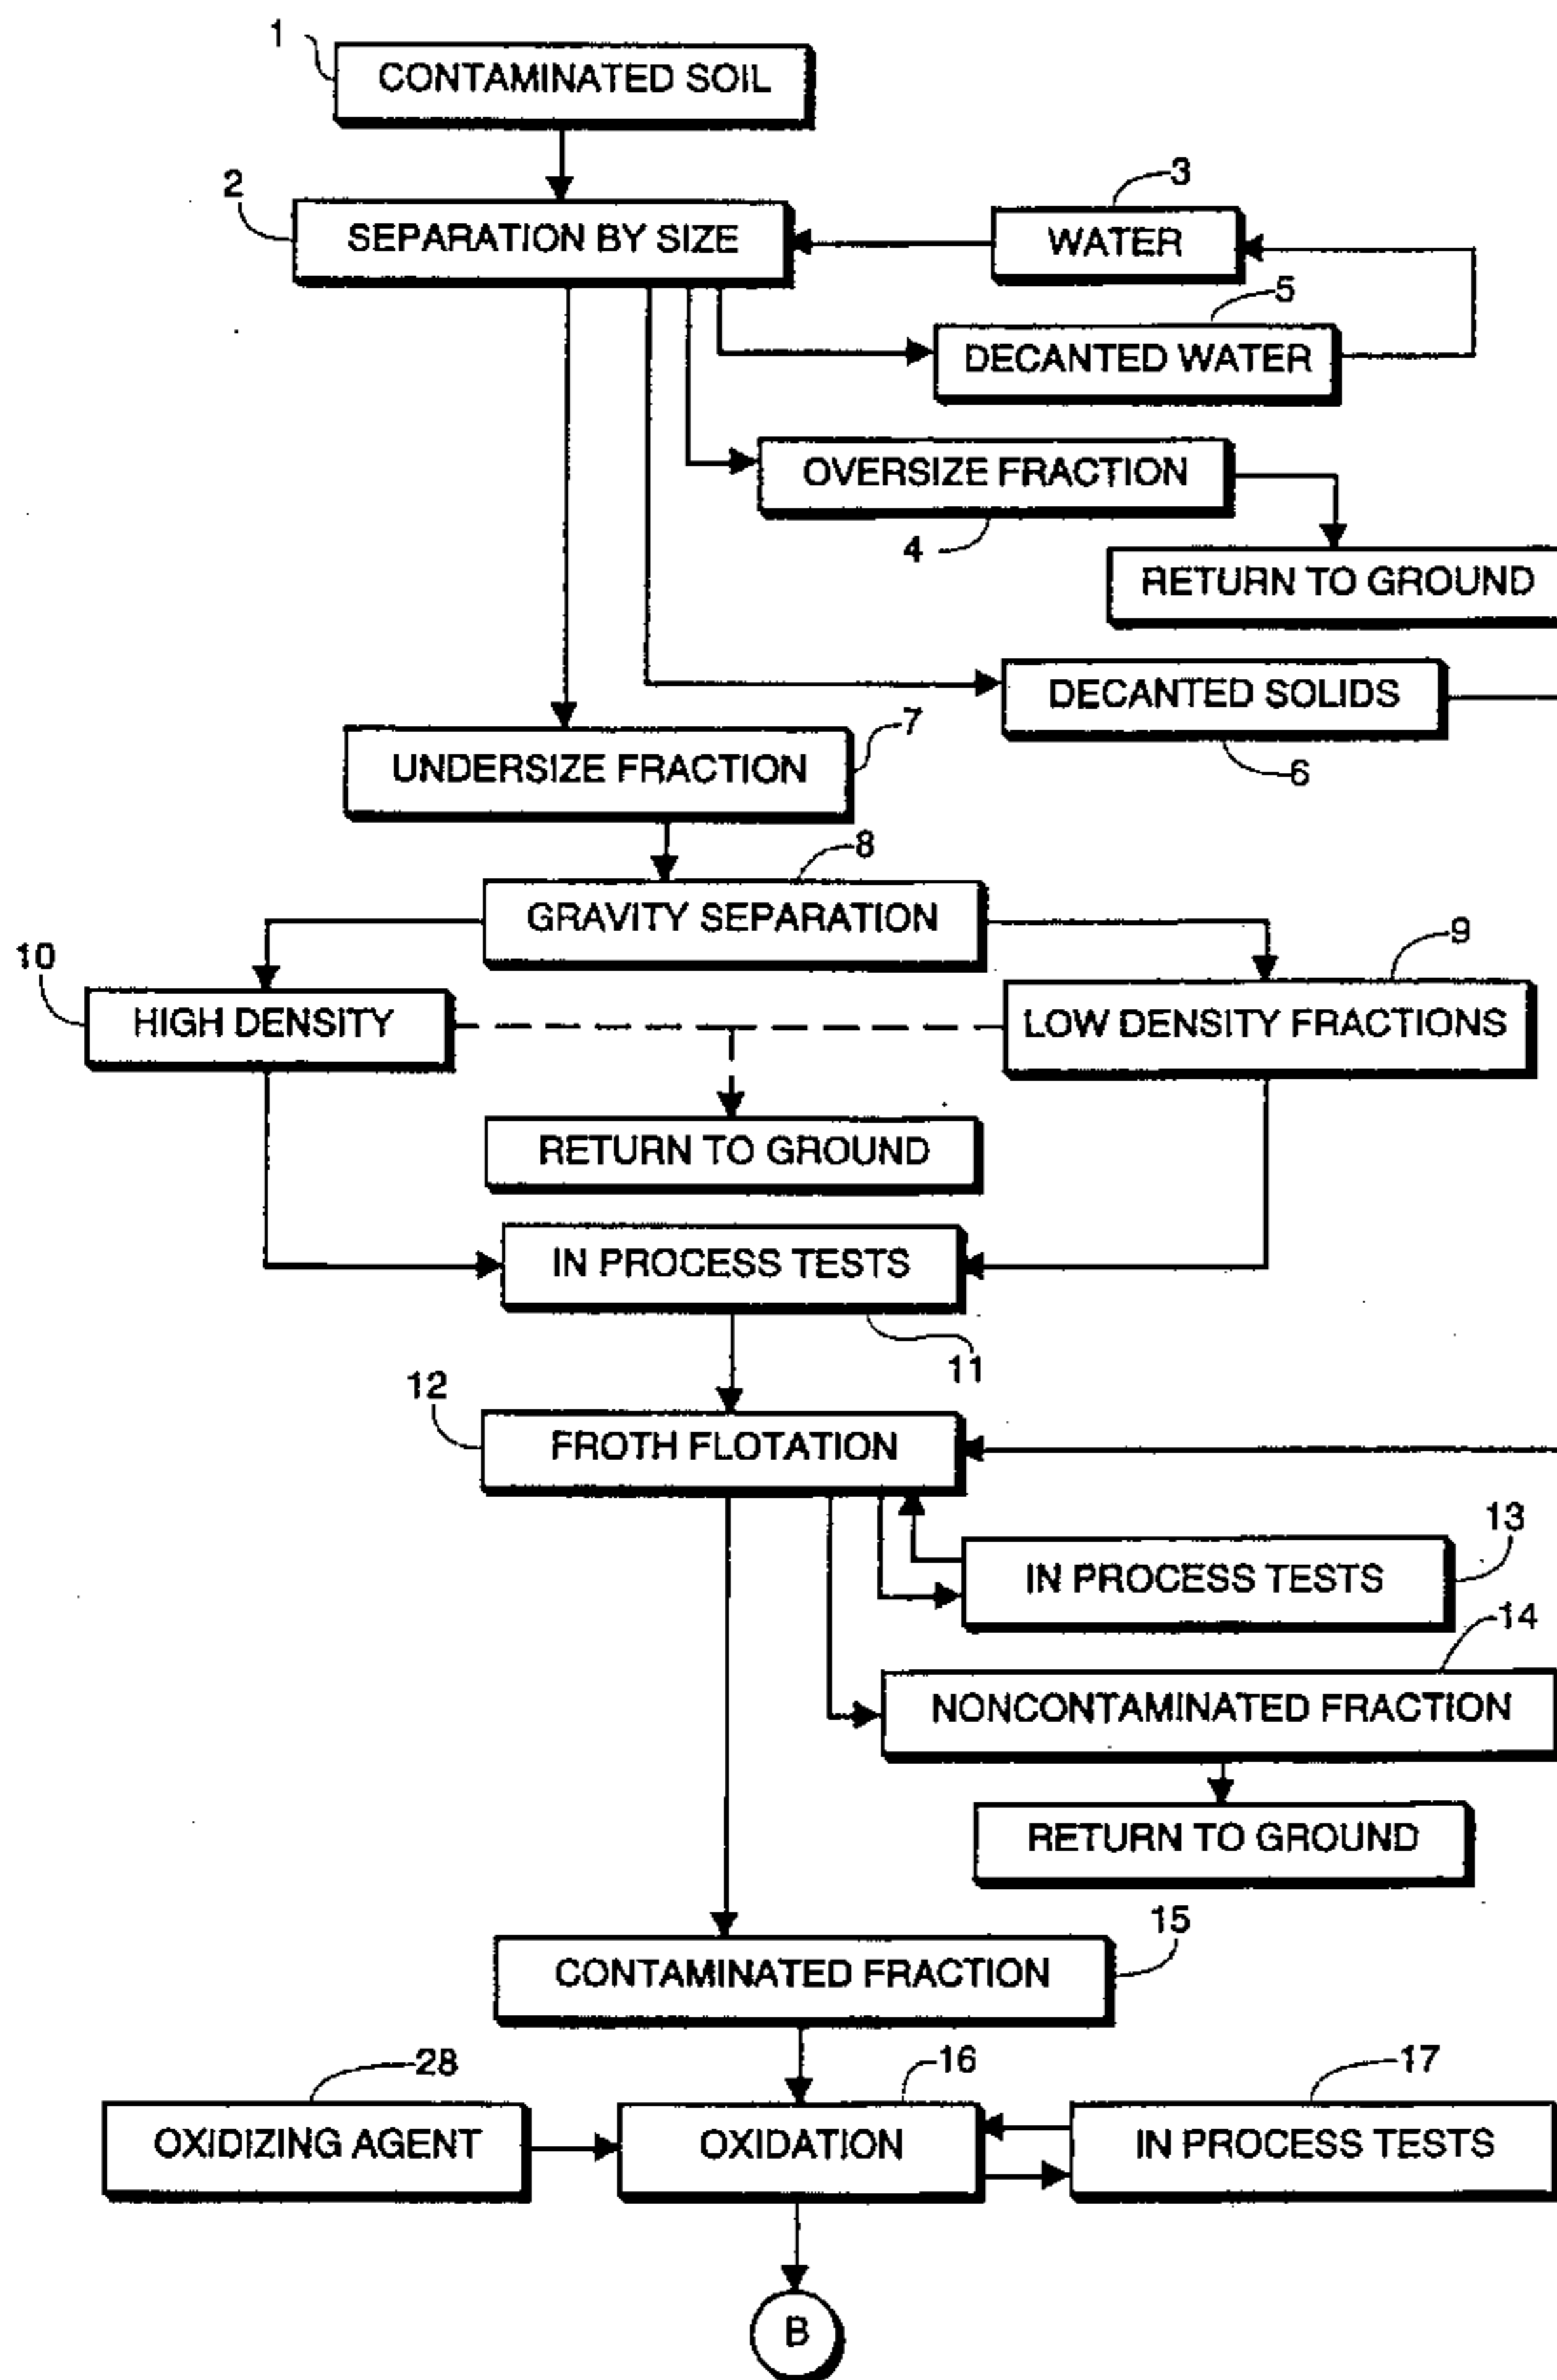 1
CONTAMINATED SOIL
2
SEPARATION BY SIZE
3
WATER
5
DECANTED WATER
OVERSIZE FRACTION
4
RETURN TO GROUND
DECANTED SOLIDS
6
7
UNDERSIZE FRACTION
8
GRAVITY SEPARATION
10
HIGH DENSITY
9
LOW DENSITY FRACTIONS
RETURN TO GROUND
IN PROCESS TESTS
11
12
FROTH FLOTATION
13
IN PROCESS TESTS
14
NONCONTAMINATED FRACTION
RETURN TO GROUND
15
CONTAMINATED FRACTION
28
OXIDIZING AGENT
16
OXIDATION
17
IN PROCESS TESTS
B